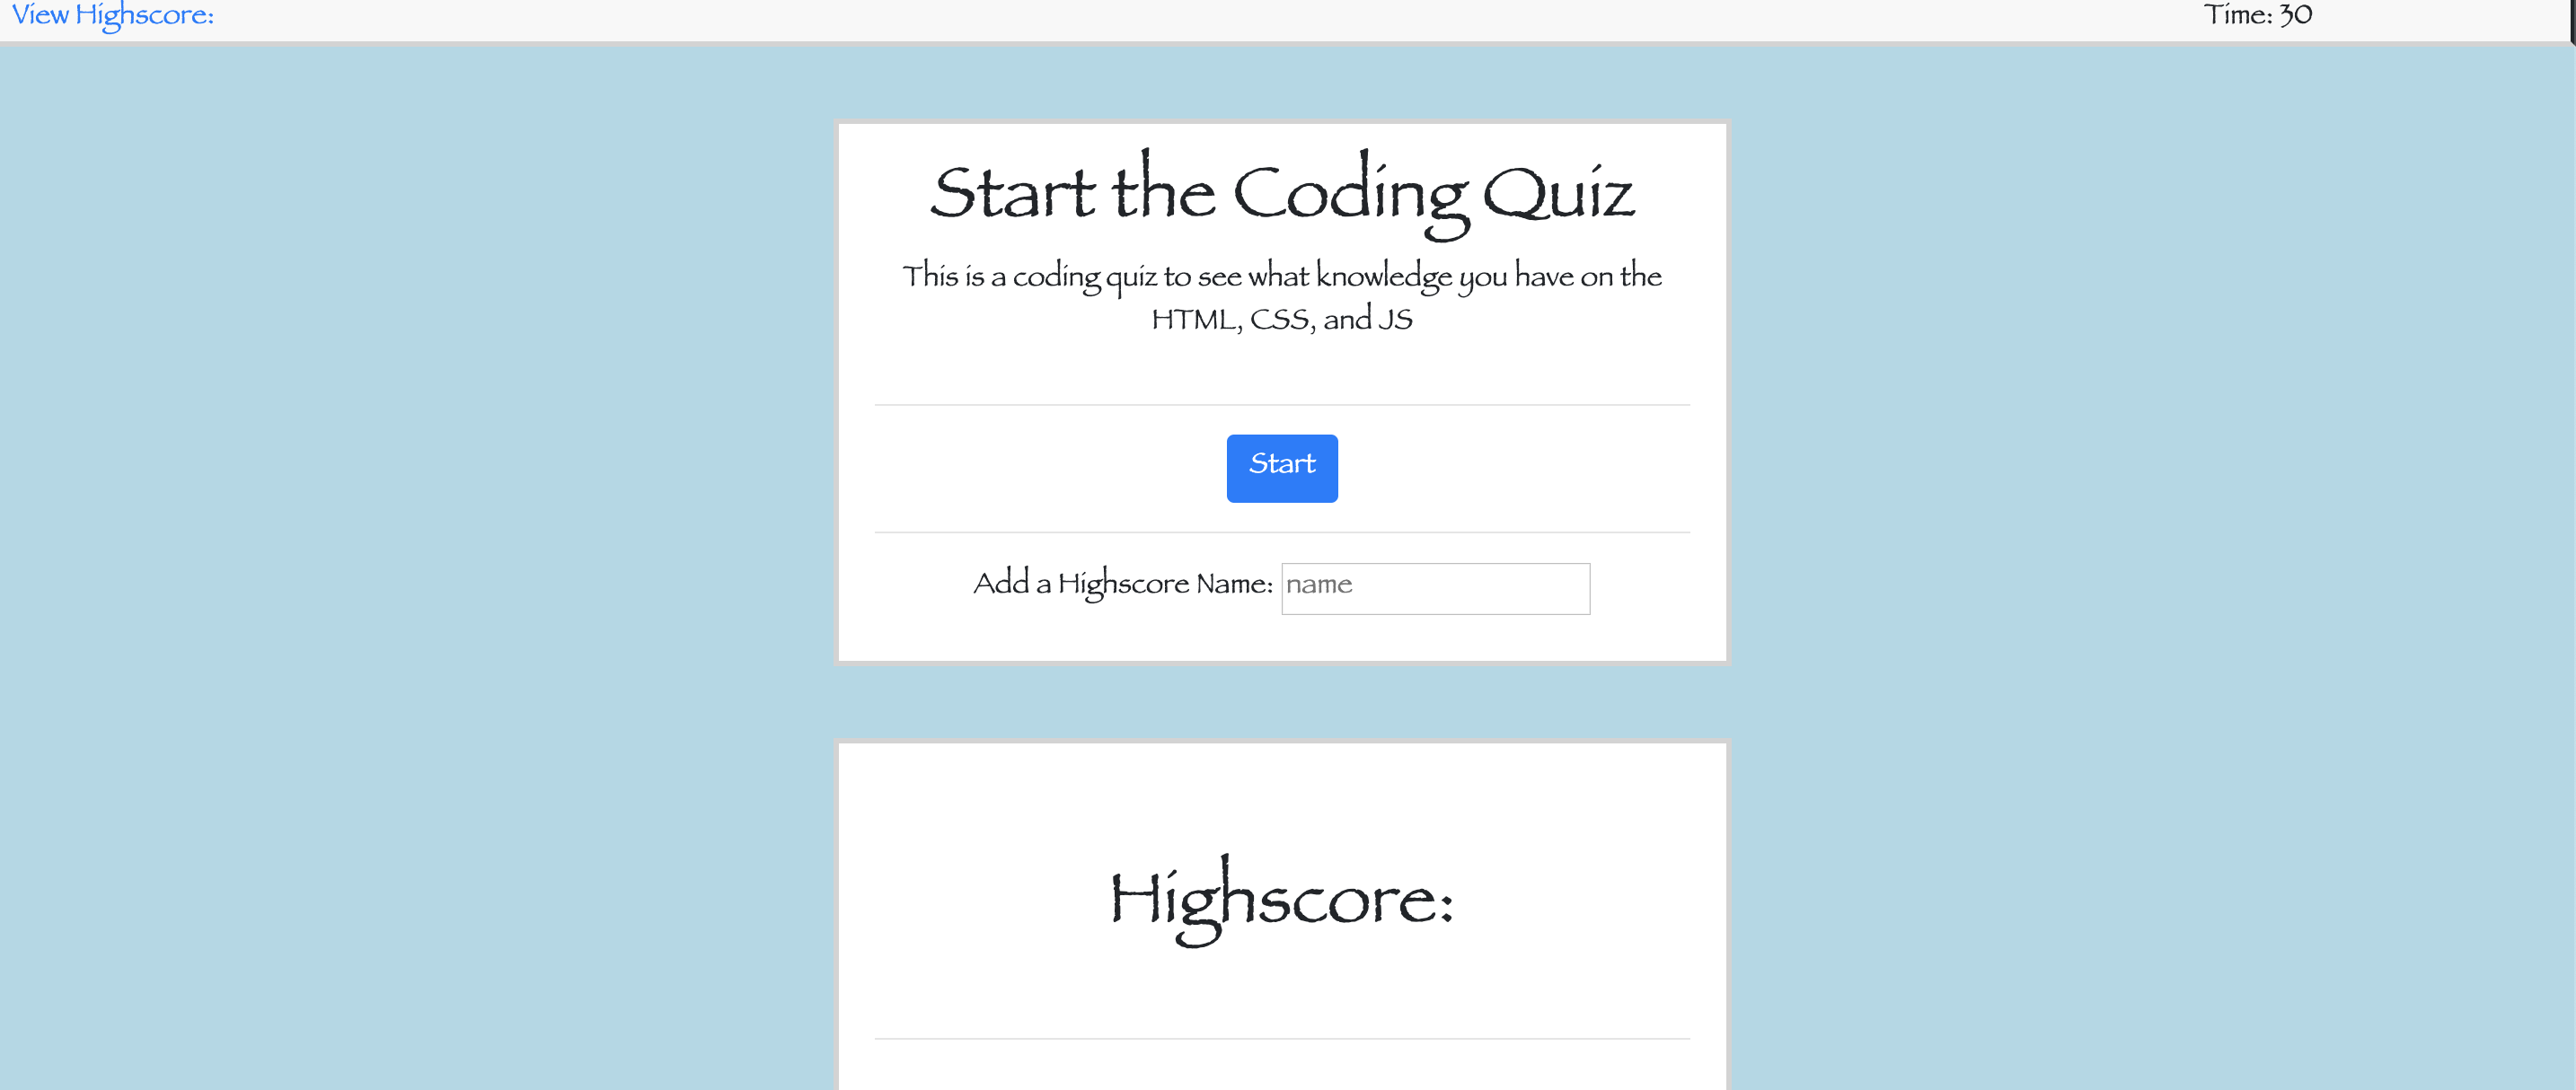 View Highscore:
Time: 30
Start the Coding Quiz
This is a coding quiz to see what knowledge you have on the
HTML, CSS, and JS
Start
Add a Highscore Name: name
Highscore: